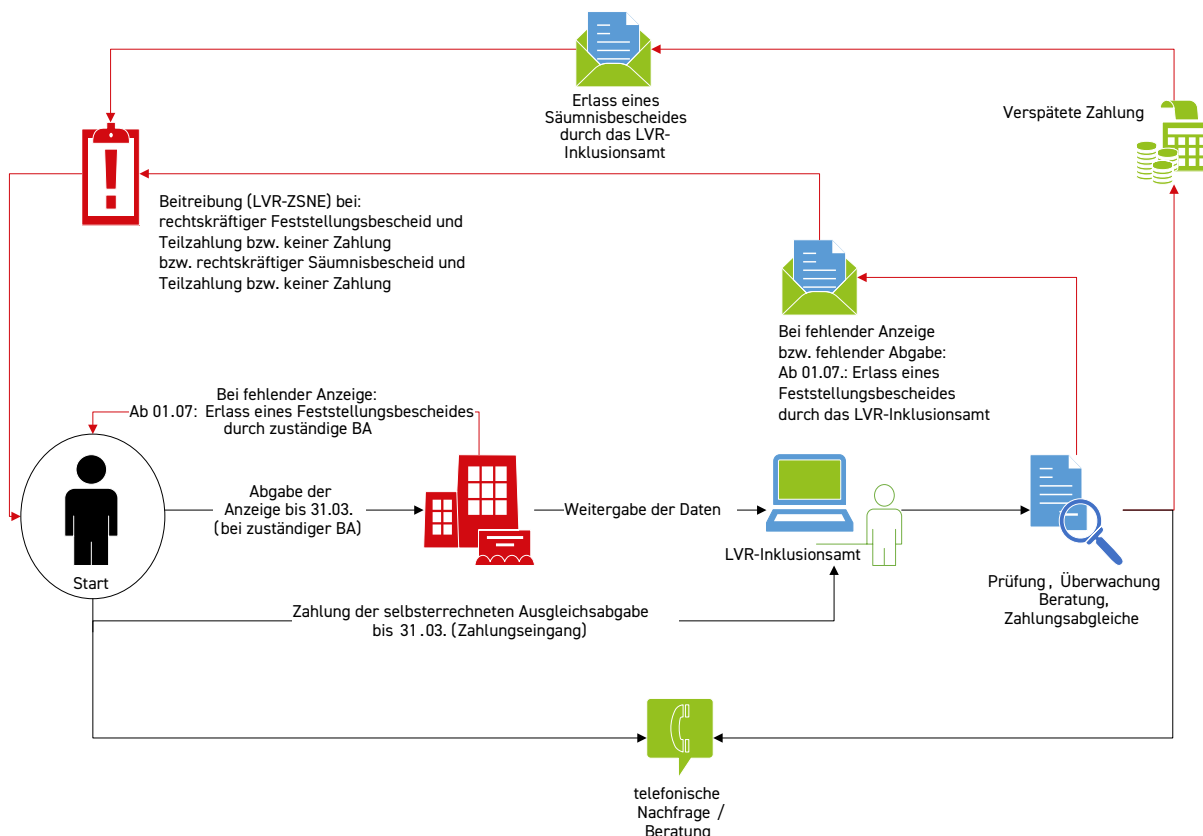 Erlass eines
Säumnisbescheides
durch das LVR-
Inklusionsamt
Verspätete Zahlung
Beitreibung (LVR-ZSNE) bei:
rechtskräftiger Feststellungsbescheid und
Teilzahlung bzw. keiner Zahlung
bzw. rechtskräftiger Säumnisbescheid und
Teilzahlung bzw. keiner Zahlung
Bei fehlender Anzeige
bzw. fehlender Abgabe:
Ab 01.07.: Erlass eines
Feststellungsbescheides
durch das LVR-Inklusionsamt
Bei fehlender Anzeige:
Ab 01.07: Erlass eines Feststellungsbescheides
durch zuständige BA
Start
Abgabe der
Anzeige bis 31.03.
(bei zuständiger BA)
Weitergabe der Daten
LVR-Inklusionsamt
Prüfung, Überwachung
Beratung,
Zahlungsabgleiche
Zahlung der selbsterrechneten Ausgleichsabgabe
bis 31.03. (Zahlungseingang)
telefonische
Nachfrage /
Beratung